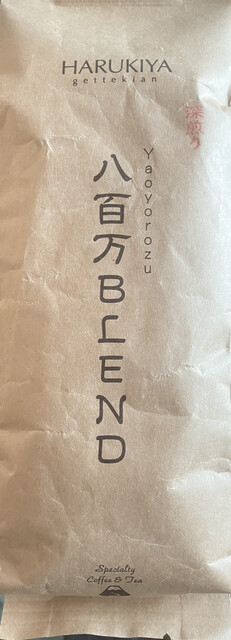 HARUKIYA
gettekian
深煎り
Yaoyorozu
八百万BLEND
Specialty
Coffee & Tea